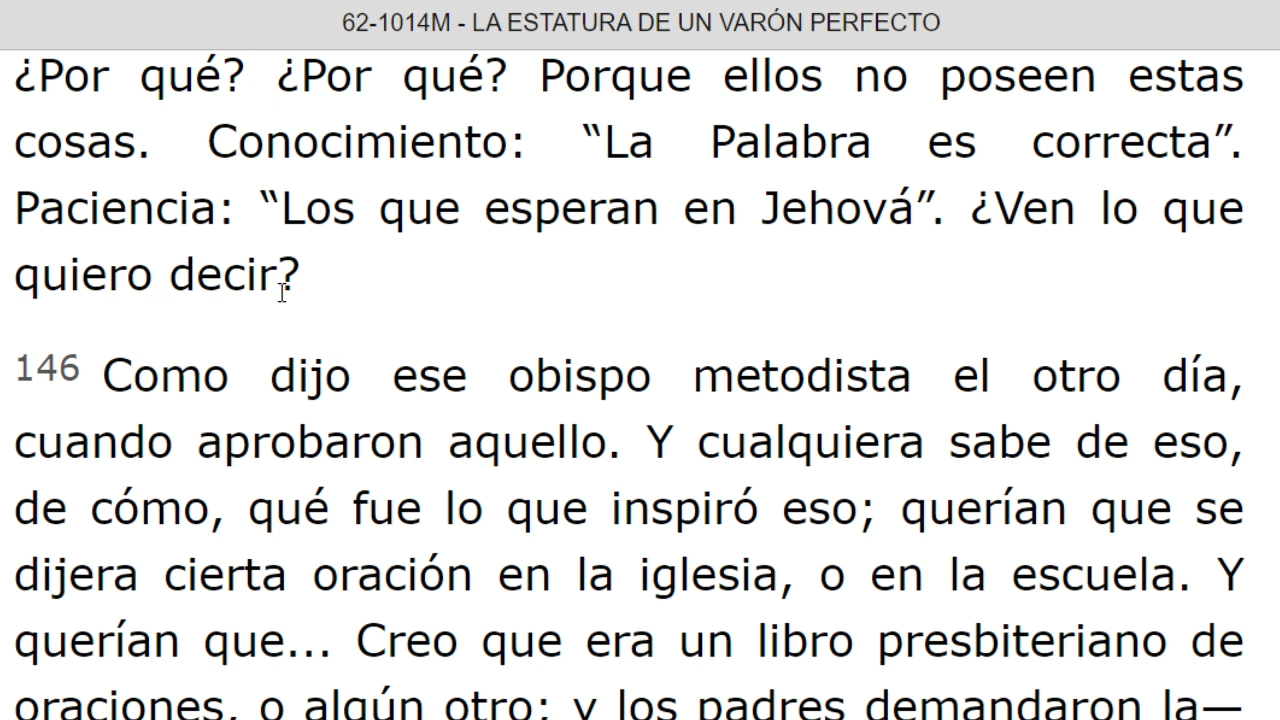 62-1014M - LA ESTATURA DE UN VARÓN PERFECTO
¿Por qué? ¿Por qué? Porque ellos no poseen estas
cosas. Conocimiento: “La Palabra es correcta”.
Paciencia: “Los que esperan en Jehová”. ¿Ven lo que
quiero decir?
146 Como dijo ese obispo metodista el otro día,
cuando aprobaron aquello. Y cualquiera sabe de eso,
de cómo, qué fue lo que inspiró eso; querían que se
dijera cierta oración en la iglesia, o en la escuela. Y
querían que... Creo que era un libro presbiteriano de
oraciones, o algún otro; y los padres demandaron la—